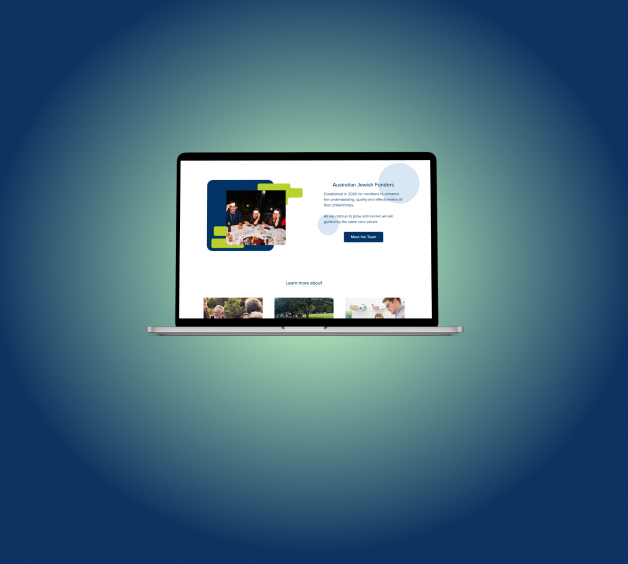 Australian Jewish Funders
Established in 2006 for members to enhance
the understanding, quality and effectiveness of
their philanthropy.
As we continue to grow and evolve we are
guided by the same core values.
Meet the Team
Learn more about